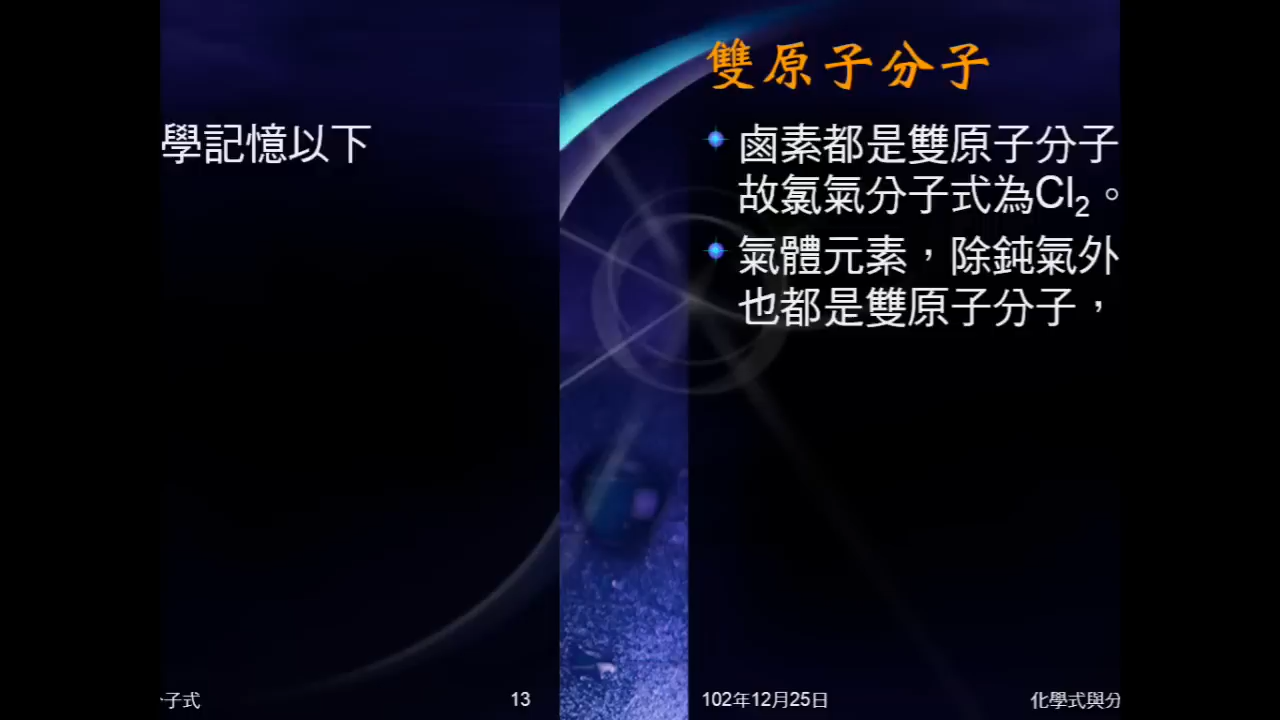 學記憶以下
分子式
13
雙原子分子
鹵素都是雙原子分子
故氯氣分子式為Cl₂。
氣體元素，除鈍氣外
也都是雙原子分子，
102年12月25日
化學式與分